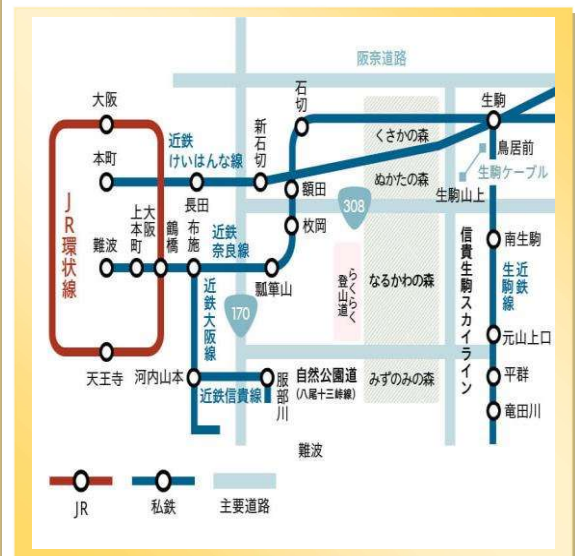 阪奈道路
大阪
石切
生駒
近鉄
けいはんな線
新石切
くさかの森
鳥居前
本町
生駒ケーブル
長田
額田
ぬかたの森
生駒山上
308
JR環状線
難波
大阪
上本町
鶴橋
布施
近鉄
奈良線
枚岡
南生駒
瓢箪山
らくらく
登山道
なるかわの森
信貴生駒スカイライン
近鉄
生駒線
近鉄大阪線
170
元山上口
天王寺
河内山本
近鉄信貴線
服部川
自然公園道
(八尾十三峠線)
みずのみの森
平群
竜田川
難波
JR
私鉄
主要道路